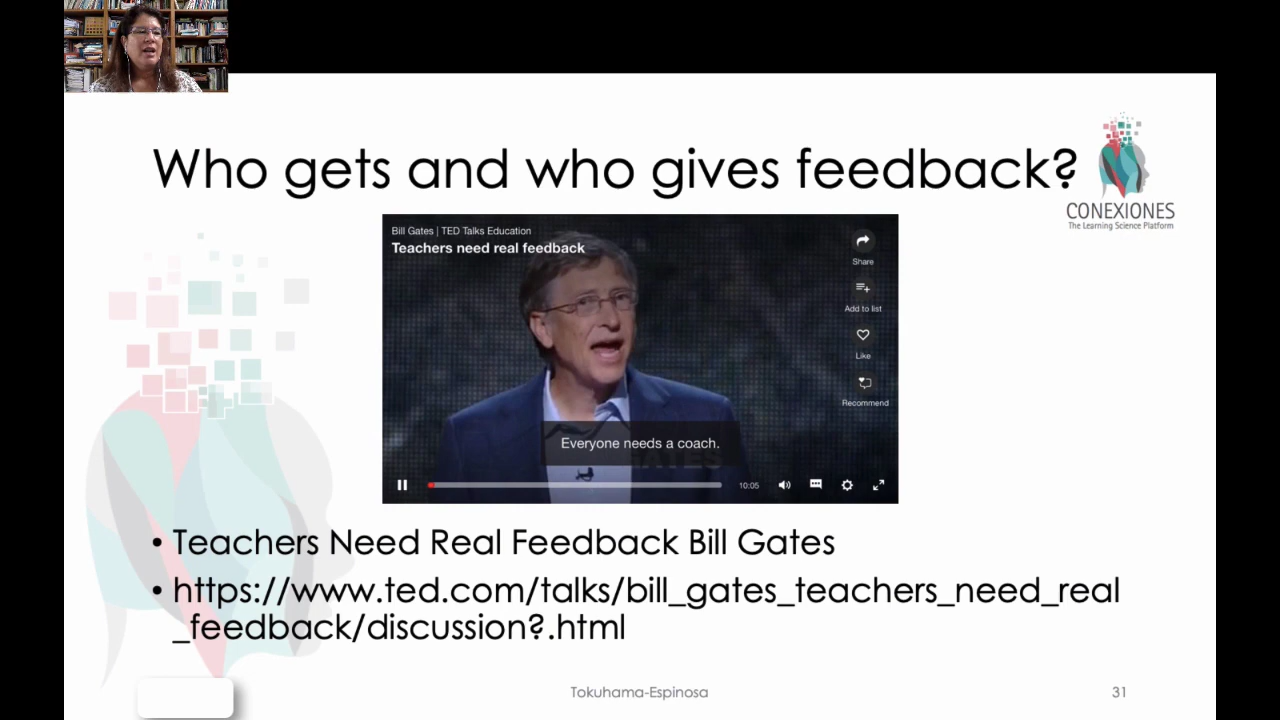 Who gets and who gives feedback?
CONEXIONES
The Learning Science Platform
Bill Gates | TED Talks Education
Teachers need real feedback
Share
Add to list
Like
Recommend
Everyone needs a coach.
10:05
• Teachers Need Real Feedback Bill Gates
• https://www.ted.com/talks/bill_gates_teachers_need_real
_feedback/discussion?.html
Tokuhama-Espinosa
31